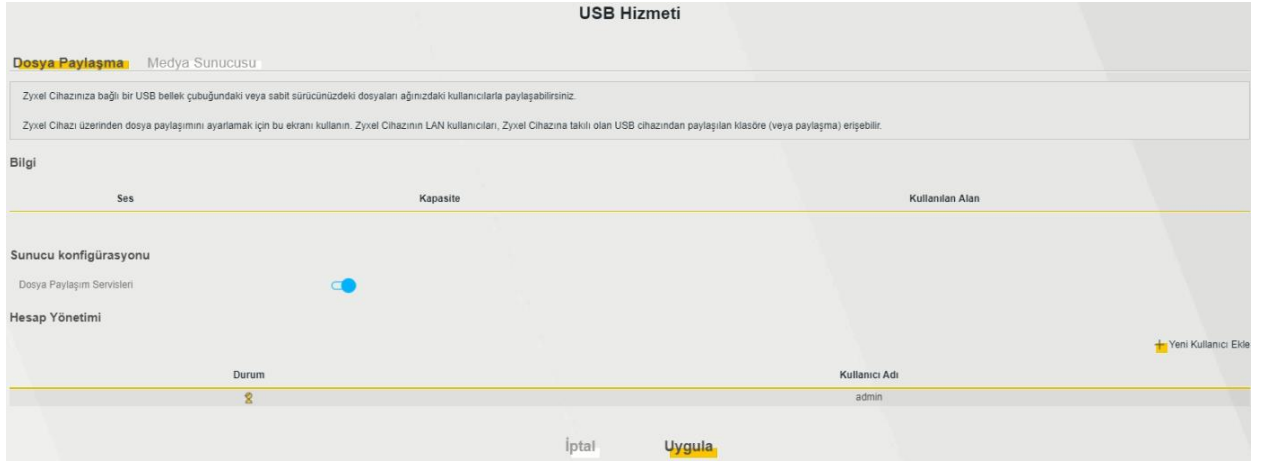 USB Hizmeti
Dosya Paylaşma Medya Sunucusu
Zyxel Cihazınıza bağlı bir USB bellek çubuğundaki veya sabit sürücünüzdeki dosyaları ağınızdaki kullanıcılarla paylaşabilirsiniz.
Zyxel Cihazı üzerinden dosya paylaşımını ayarlamak için bu ekranı kullanın. Zyxel Cihazının LAN kullanıcıları, Zyxel Cihazına takılı olan USB cihazından paylaşılan klasöre (veya paylaşma) erişebilir.
Bilgi
Ses Kapasite Kullanılan Alan
Sunucu konfigürasyonu
Dosya Paylaşım Servisleri
Hesap Yönetimi
+ Yeni Kullanıcı Ekle
Durum Kullanıcı Adı
admin
İptal Uygula